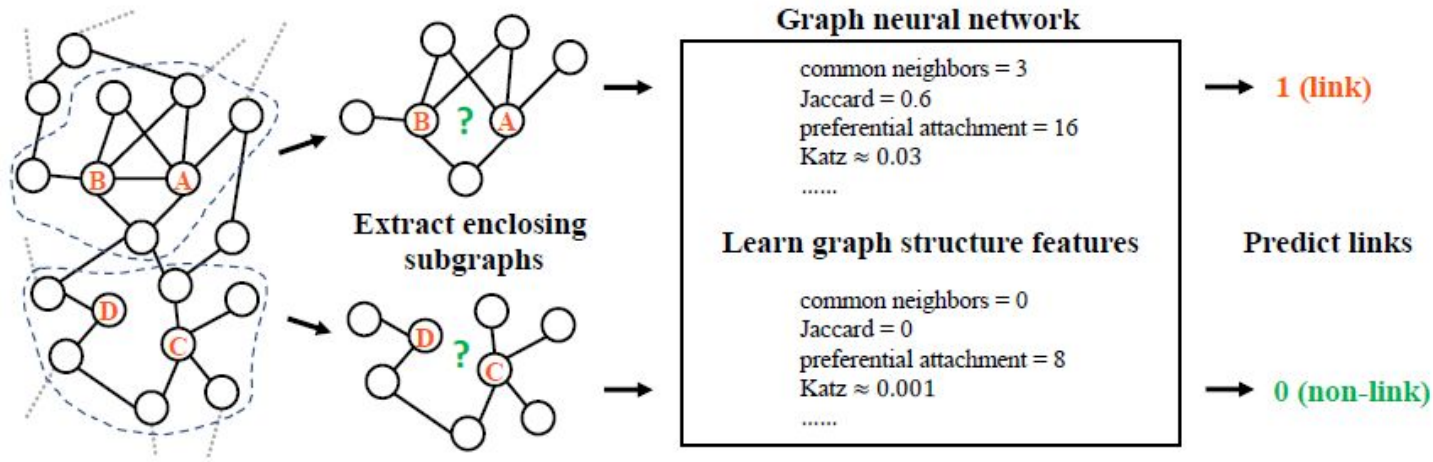 B
A
D
C
B
?
A
Extract enclosing
subgraphs
D
?
C
Graph neural network
common neighbors = 3
Jaccard = 0.6
preferential attachment = 16
Katz ≈ 0.03
......
Learn graph structure features
common neighbors = 0
Jaccard = 0
preferential attachment = 8
Katz ≈ 0.001
......
1 (link)
Predict links
0 (non-link)